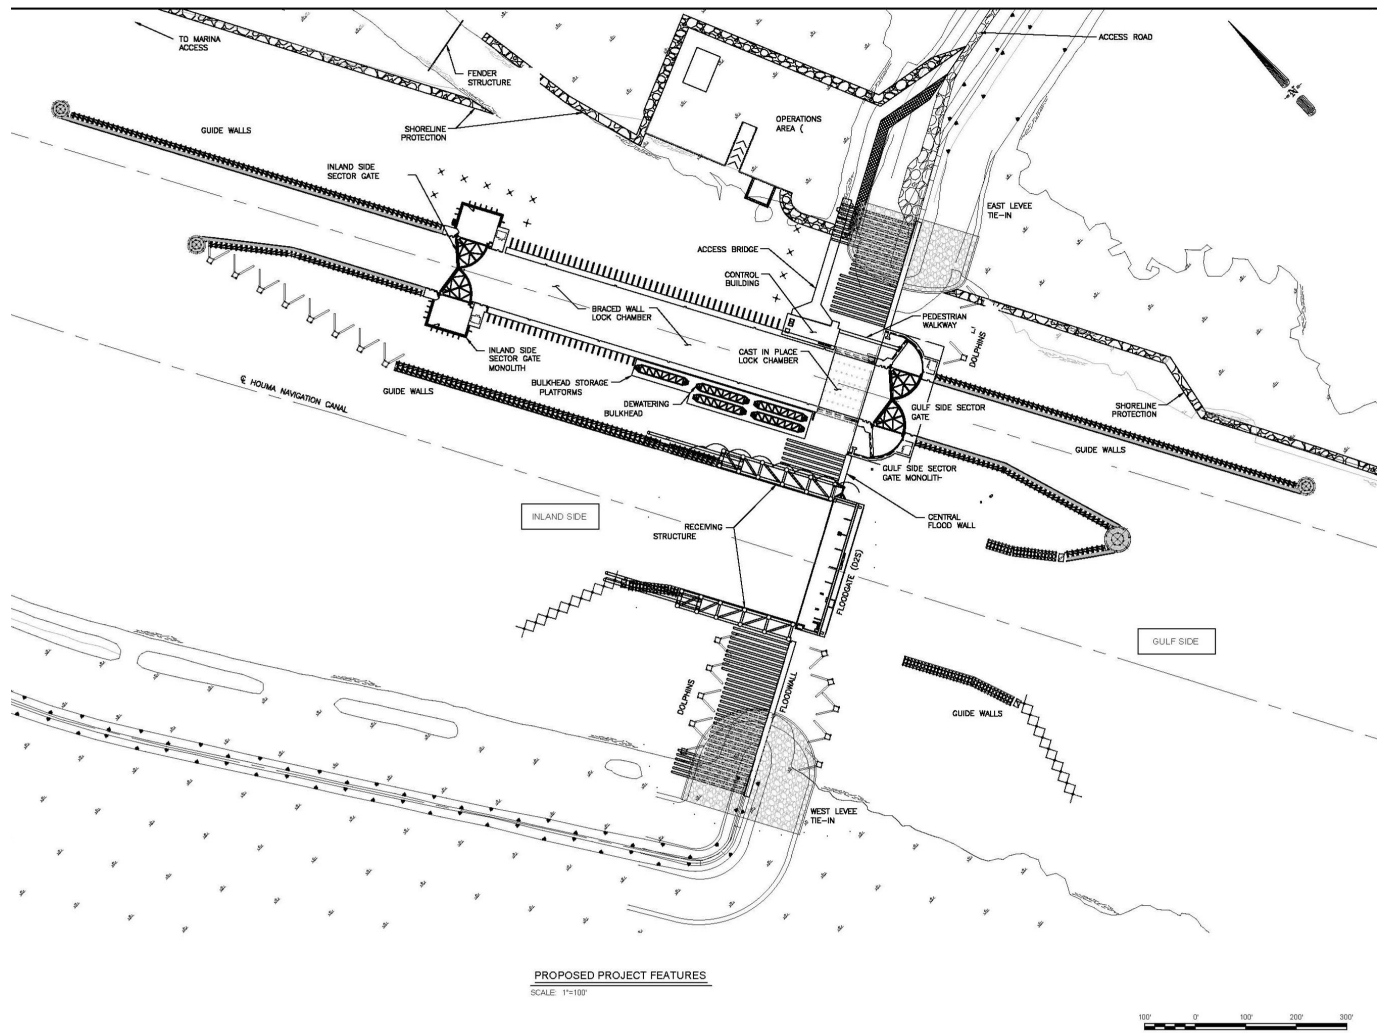 TO MARINA
ACCESS
FENDER
STRUCTURE
ACCESS ROAD
N
GUIDE WALLS
SHORELINE
PROTECTION
OPERATIONS
AREA (
INLAND SIDE
SECTOR GATE
EAST LEVEE
TIE-IN
ACCESS BRIDGE
CONTROL
BUILDING
BRACED WALL
LOCK CHAMBER
PEDESTRIAN
WALKWAY
DOLPHINS
INLAND SIDE
SECTOR GATE
MONOLITH
CAST IN PLACE
LOCK CHAMBER
HOUMA NAVIGATION CANAL
GUIDE WALLS
BULKHEAD STORAGE
PLATFORMS
DEWATERING
BULKHEAD
GULF SIDE SECTOR
GATE
SHORELINE
PROTECTION
GUIDE WALLS
GULF SIDE SECTOR
GATE MONOLIT
INLAND SIDE
RECEIVING
STRUCTURE
CENTRAL
FLOOD WALL
FLOODGATE (D2S)
GULF SIDE
DOLPHINS
FLOODWALL
GUIDE WALLS
WEST LEVEE
TIE-IN
PROPOSED PROJECT FEATURES
SCALE: 1"=100'
100' 0' 100' 200' 300'